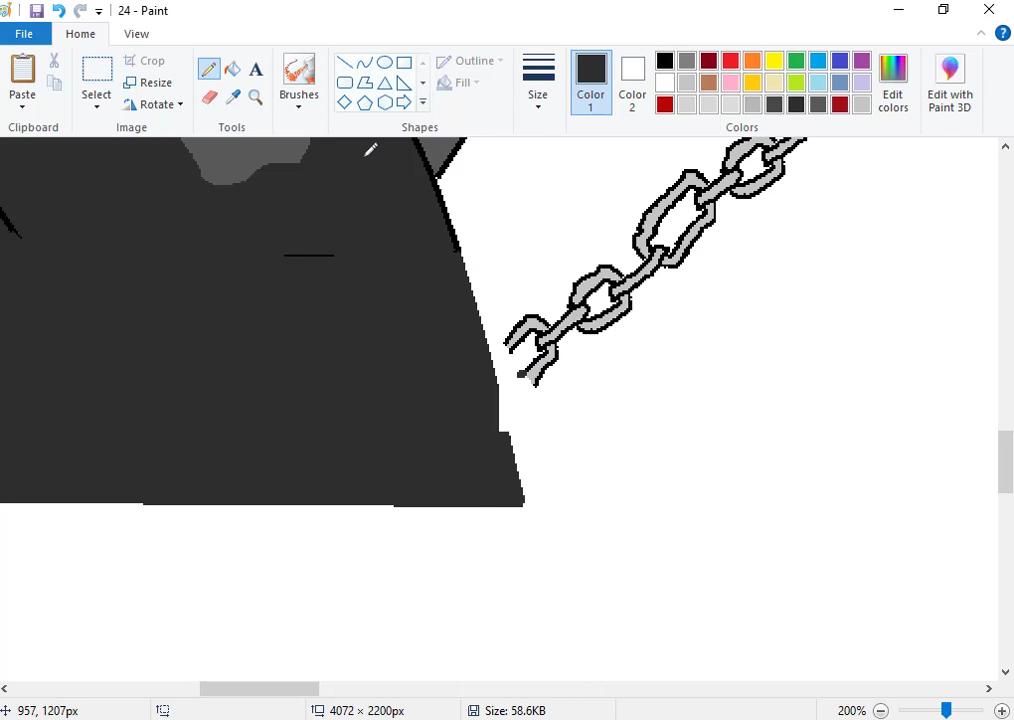 24 - Paint
File Home View
Paste
Clipboard
Select
Crop
Resize
Rotate
Image
Tools
Brushes
Outline
Fill
Shapes
Size
Color 1
Color 2
Edit colors
Colors
Edit with Paint 3D
957, 1207px
4072 × 2200px
Size: 58.6KB
200%